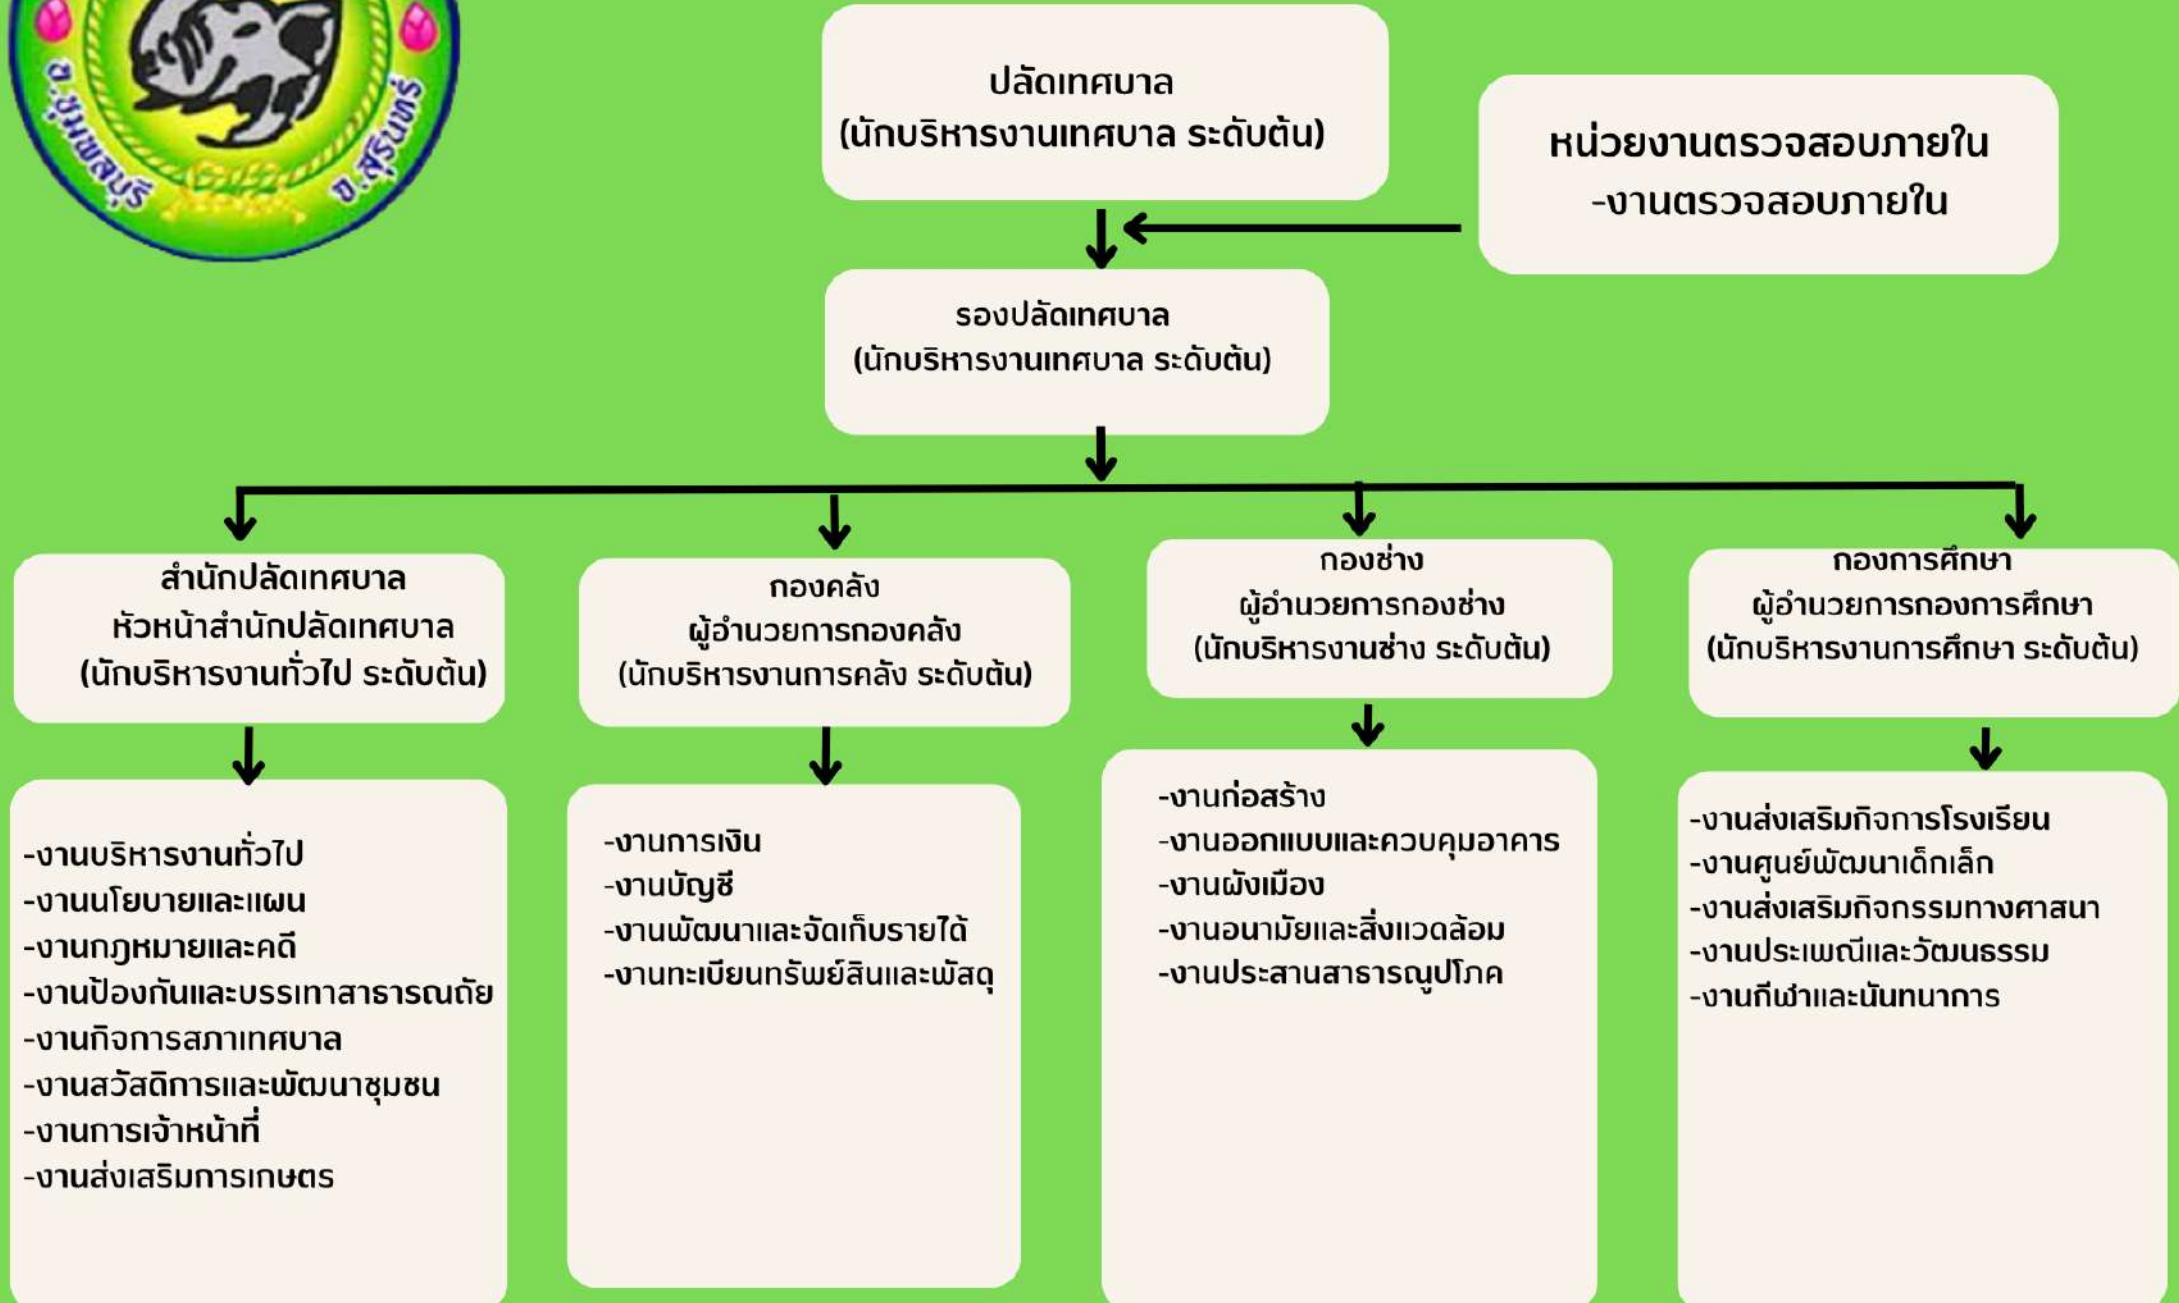 อ.ชุมพลบุรี
จ.สุรินทร์
ปลัดเทศบาล
(นักบริหารงานเทศบาล ระดับต้น)
หน่วยงานตรวจสอบภายใน
-งานตรวจสอบภายใน
รองปลัดเทศบาล
(นักบริหารงานเทศบาล ระดับต้น)
สำนักปลัดเทศบาล
หัวหน้าสำนักปลัดเทศบาล
(นักบริหารงานทั่วไป ระดับต้น)
กองคลัง
ผู้อำนวยการกองคลัง
(นักบริหารงานการคลัง ระดับต้น)
กองช่าง
ผู้อำนวยการกองช่าง
(นักบริหารงานช่าง ระดับต้น)
กองการศึกษา
ผู้อำนวยการกองการศึกษา
(นักบริหารงานการศึกษา ระดับต้น)
-งานบริหารงานทั่วไป
-งานนโยบายและแผน
-งานกฎหมายและคดี
-งานป้องกันและบรรเทาสาธารณถัย
-งานกิจการสภาเทศบาล
-งานสวัสดิการและพัฒนาชุมชน
-งานการเจ้าหน้าที่
-งานส่งเสริมการเกษตร
-งานการเงิน
-งานบัญชี
-งานพัฒนาและจัดเก็บรายได้
-งานทะเบียนทรัพย์สินและพัสดุ
-งานก่อสร้าง
-งานออกแบบและควบคุมอาคาร
-งานผังเมือง
-งานอนามัยและสิ่งแวดล้อม
-งานประสานสาธารณูปโภค
-งานส่งเสริมกิจการโรงเรียน
-งานศูนย์พัฒนาเด็กเล็ก
-งานส่งเสริมกิจกรรมทางศาสนา
-งานประเพณีและวัฒนธรรม
-งานกีฬาและนันทนาการ